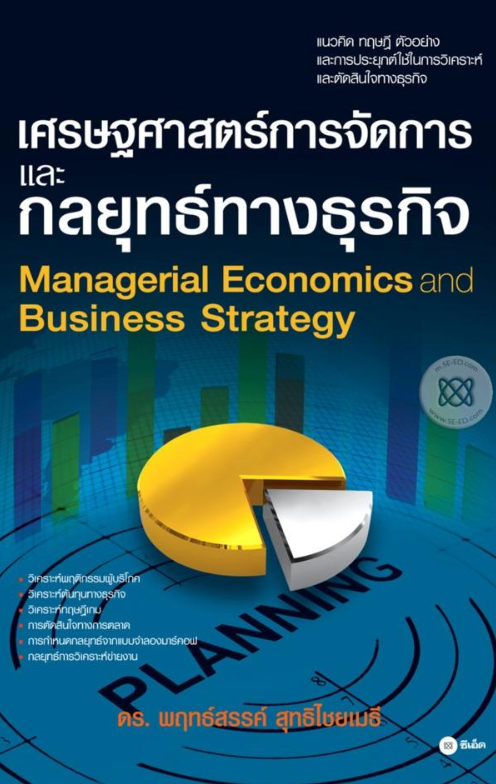 แนวคิด ทฤษฎี ตัวอย่าง
และการประยุกต์ใช้ในการวิเคราะห์
และตัดสินใจทางธุรกิจ
เศรษฐศาสตร์การจัดการ
และ
กลยุทธ์ทางธุรกิจ
Managerial Economics and
Business Strategy
m.SE-ED.com
www.SE-ED.com
วิเคราะห์พฤติกรรมผู้บริโภค
วิเคราะห์ต้นทุนทางธุรกิจ
วิเคราะห์ทฤษฎีเกม
การตัดสินใจทางการตลาด
การกำหนดกลยุทธ์จากแบบจำลองมาร์คอฟ
กลยุทธ์การวิเคราะห์ข่ายงาน
PLANNING
ดร. พฤทธ์สรรค์ สุทธิไชยเมธี
ซีเอ็ด